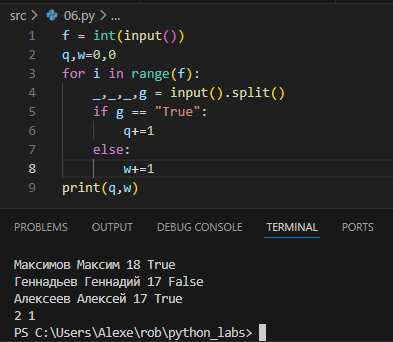 src > 06.py > ...
1 f = int(input())
2 q,w=0,0
3 for i in range(f):
4 _,_,_,g = input().split()
5 if g == "True":
6 q+=1
7 else:
8 w+=1
9 print(q,w)
PROBLEMS OUTPUT DEBUG CONSOLE TERMINAL PORTS
Максимов Максим 18 True
Геннадьев Геннадий 17 False
Алексеев Алексей 17 True
2 1
PS C:\Users\Alexe\rob\python_labs>